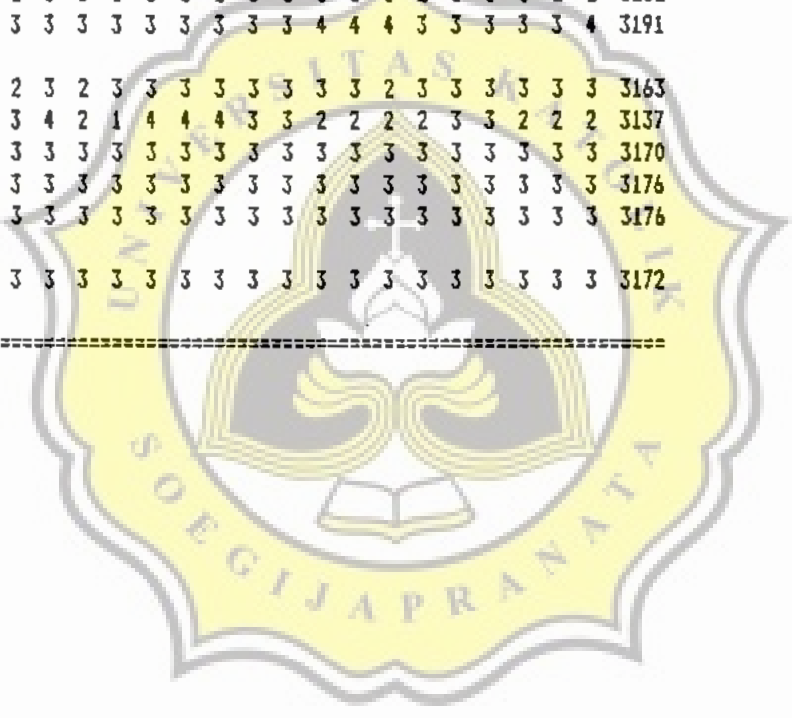 3 3 3 3 3 3 3 3 3 4 4 4 3 3 3 3 3 4 3191
2 3 2 3 3 3 3 3 3 3 3 2 3 3 3 3 3 3 3163
3 4 2 1 4 4 4 3 3 2 2 2 2 3 3 2 2 2 3137
3 3 3 3 3 3 3 3 3 3 3 3 3 3 3 3 3 3 3170
3 3 3 3 3 3 3 3 3 3 3 3 3 3 3 3 3 3 3176
3 3 3 3 3 3 3 3 3 3 3 3 3 3 3 3 3 3 3176
3 3 3 3 3 3 3 3 3 3 3 3 3 3 3 3 3 3 3172
UNIVERSITAS KATOLIK
SOEGIJAPRANATA